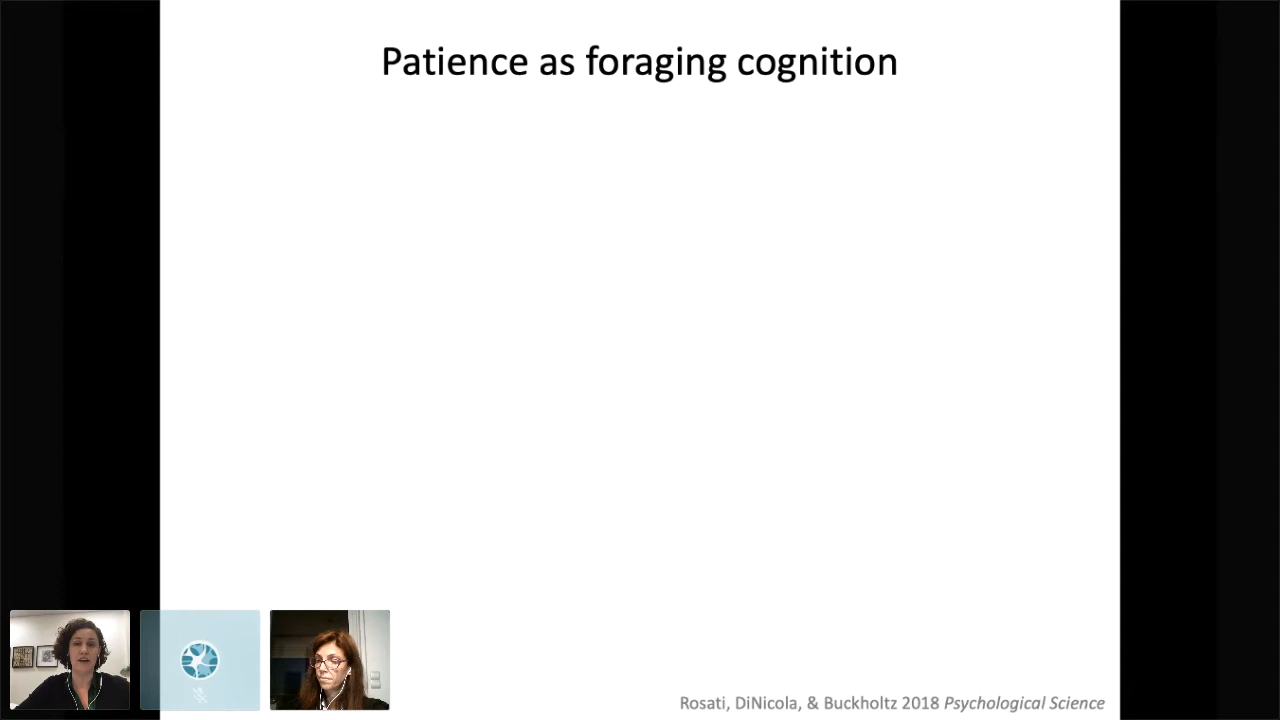 Patience as foraging cognition
Rosati, DiNicola, & Buckholtz 2018 Psychological Science